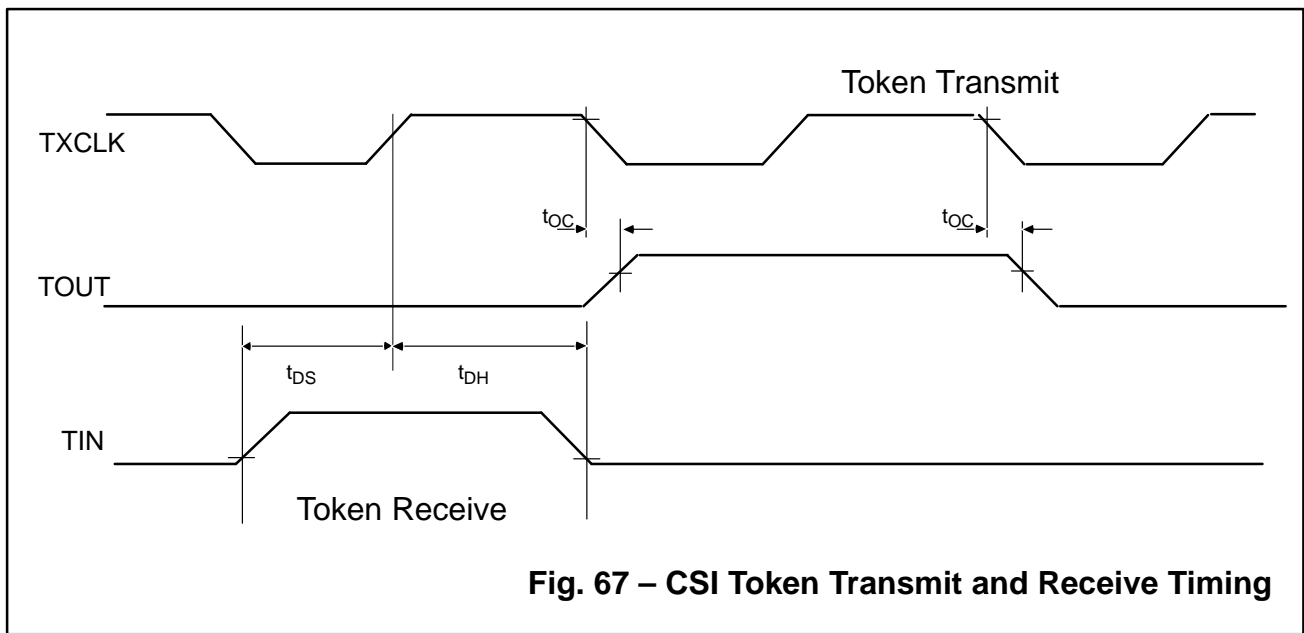 Token Transmit
TXCLK
tOC
tOC
TOUT
tDS
tDH
TIN
Token Receive
Fig. 67 – CSI Token Transmit and Receive Timing